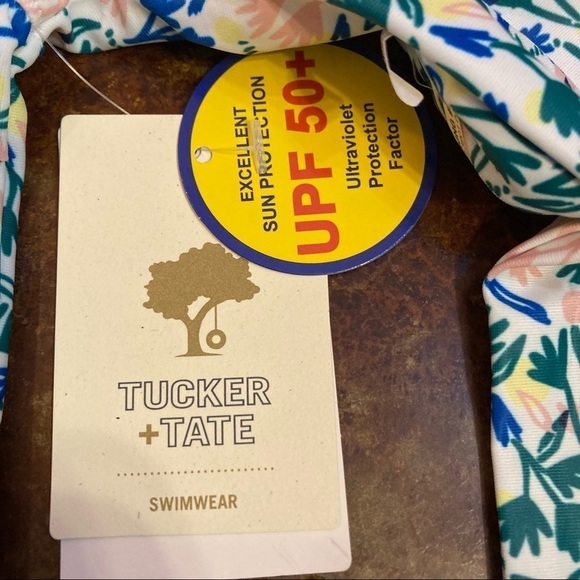 EXCELLENT
SUN PROTECTION
UPF 50+
Ultraviolet
Protection
Factor
TUCKER
+TATE
SWIMWEAR